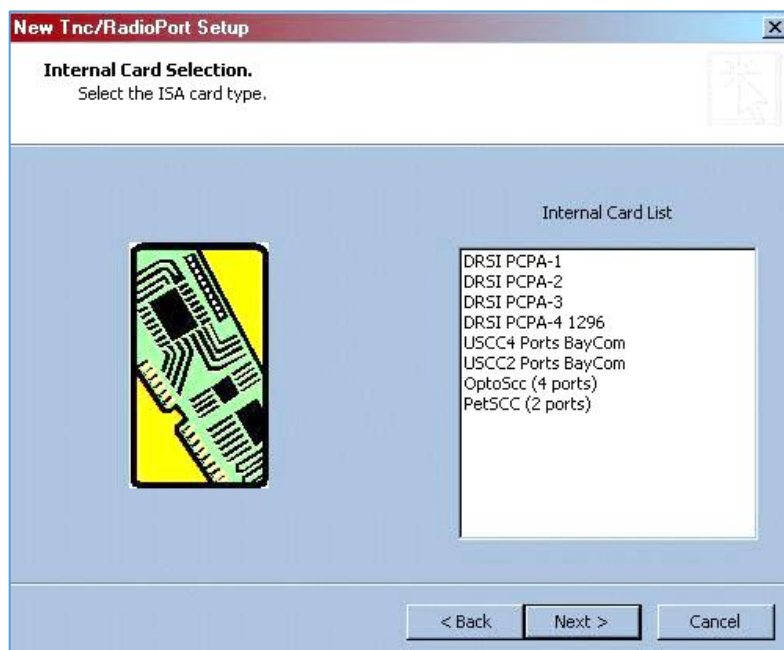 New Tnc/RadioPort Setup
Internal Card Selection.
Select the ISA card type.
Internal Card List
DRSI PCPA-1
DRSI PCPA-2
DRSI PCPA-3
DRSI PCPA-4 1296
USCC4 Ports BayCom
USCC2 Ports BayCom
OptoScc (4 ports)
PetSCC (2 ports)
< Back
Next >
Cancel